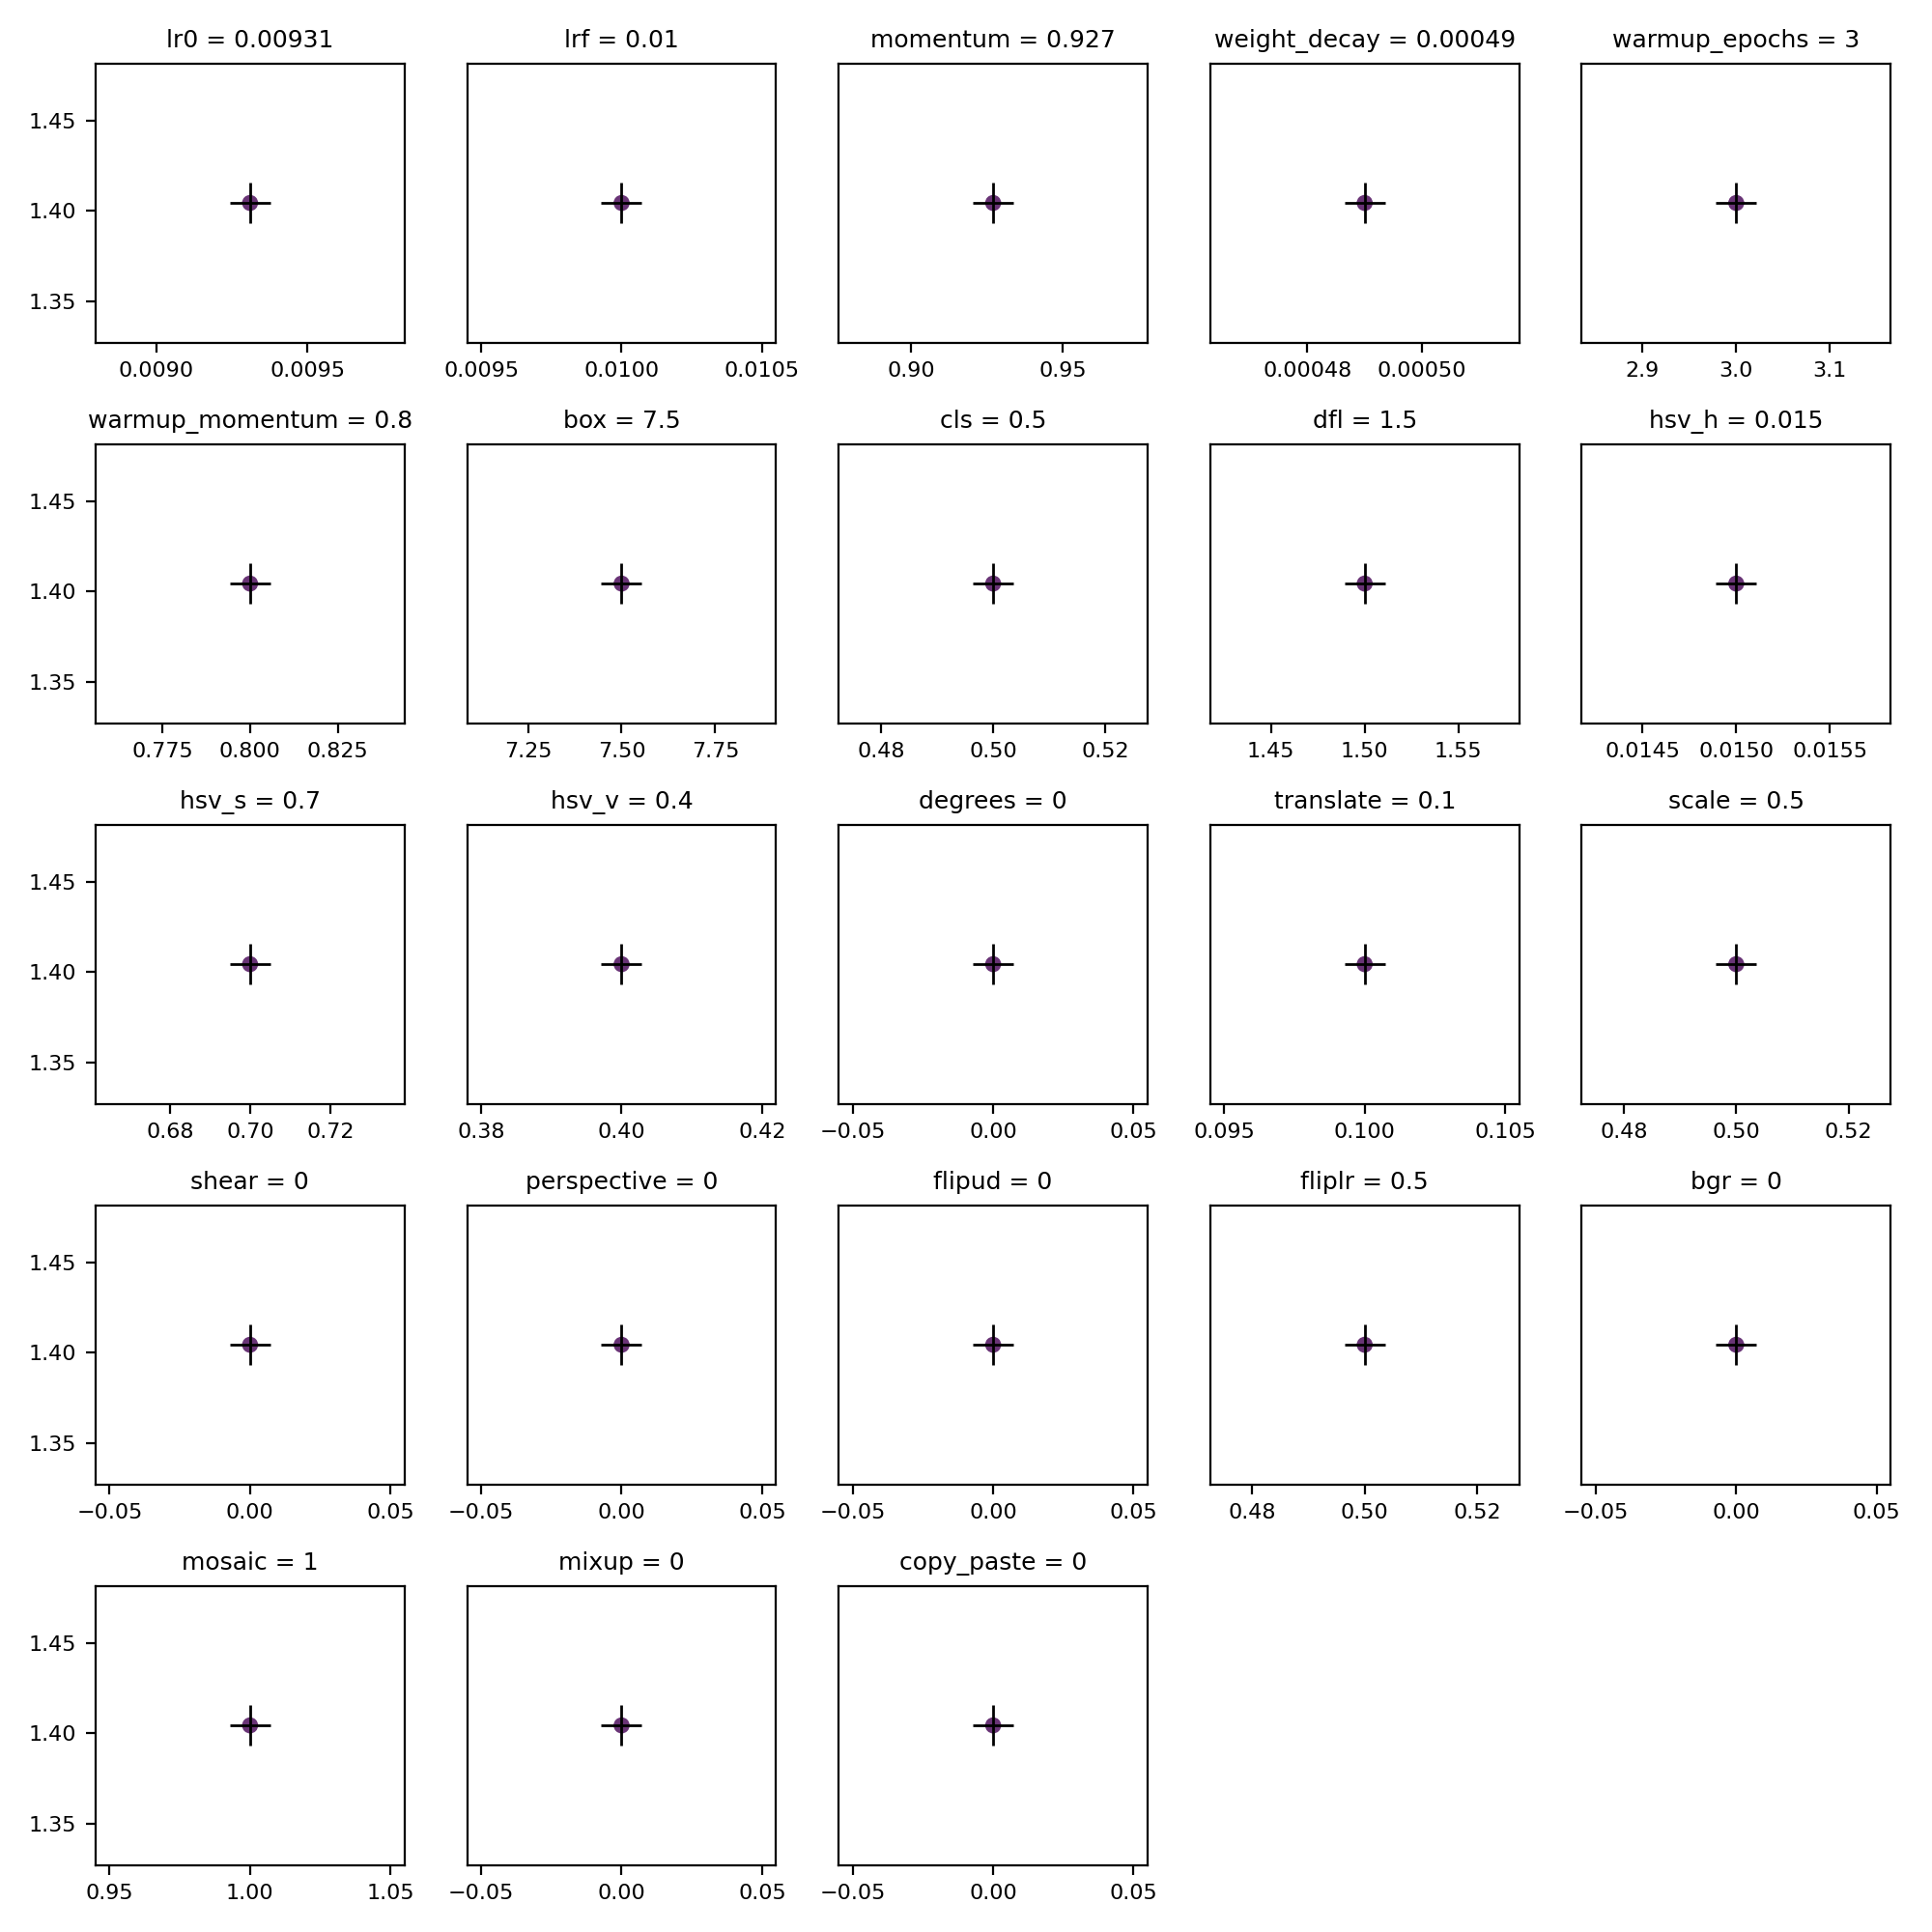 lr0 = 0.00931
lrf = 0.01
momentum = 0.927
weight_decay = 0.00049
warmup_epochs = 3
1.45
1.40
1.35
0.0090 0.0095
0.0095 0.0100 0.0105
0.90 0.95
0.00048 0.00050
2.9 3.0 3.1
warmup_momentum = 0.8
box = 7.5
cls = 0.5
dfl = 1.5
hsv_h = 0.015
1.45
1.40
1.35
0.775 0.800 0.825
7.25 7.50 7.75
0.48 0.50 0.52
1.45 1.50 1.55
0.0145 0.0150 0.0155
hsv_s = 0.7
hsv_v = 0.4
degrees = 0
translate = 0.1
scale = 0.5
1.45
1.40
1.35
0.68 0.70 0.72
0.38 0.40 0.42
−0.05 0.00 0.05
0.095 0.100 0.105
0.48 0.50 0.52
shear = 0
perspective = 0
flipud = 0
fliplr = 0.5
bgr = 0
1.45
1.40
1.35
−0.05 0.00 0.05
−0.05 0.00 0.05
−0.05 0.00 0.05
0.48 0.50 0.52
−0.05 0.00 0.05
mosaic = 1
mixup = 0
copy_paste = 0
1.45
1.40
1.35
0.95 1.00 1.05
−0.05 0.00 0.05
−0.05 0.00 0.05